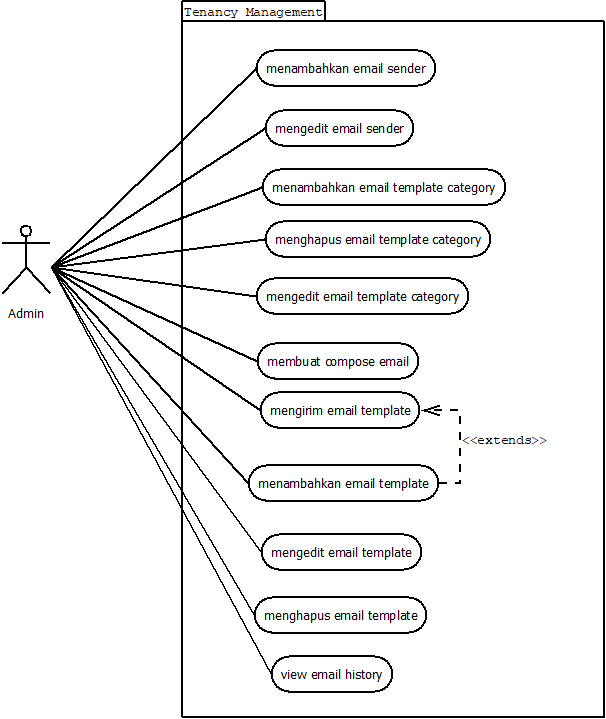 Tenancy Management
menambahkan email sender
mengedit email sender
menambahkan email template category
menghapus email template category
mengedit email template category
Admin
membuat compose email
mengirim email template
<<extends>>
menambahkan email template
mengedit email template
menghapus email template
view email history